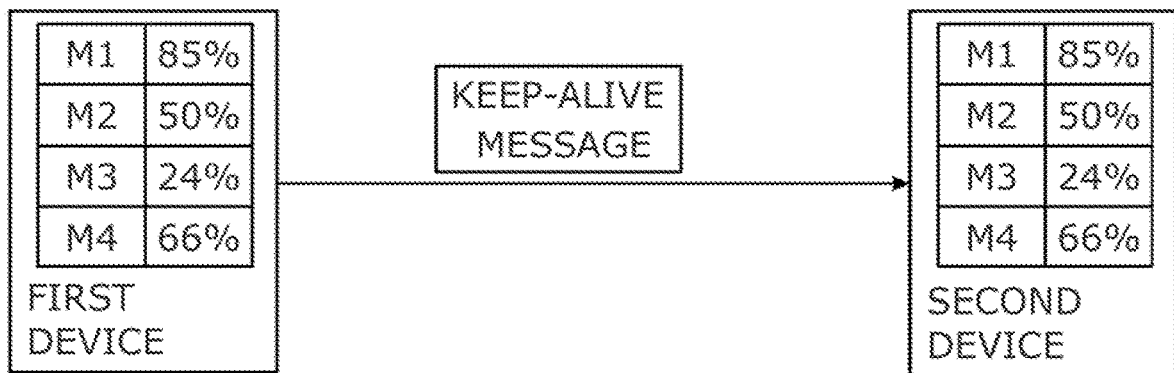 M1 85%
M2 50%
M3 24%
M4 66%
FIRST
DEVICE
KEEP-ALIVE
MESSAGE
M1 85%
M2 50%
M3 24%
M4 66%
SECOND
DEVICE